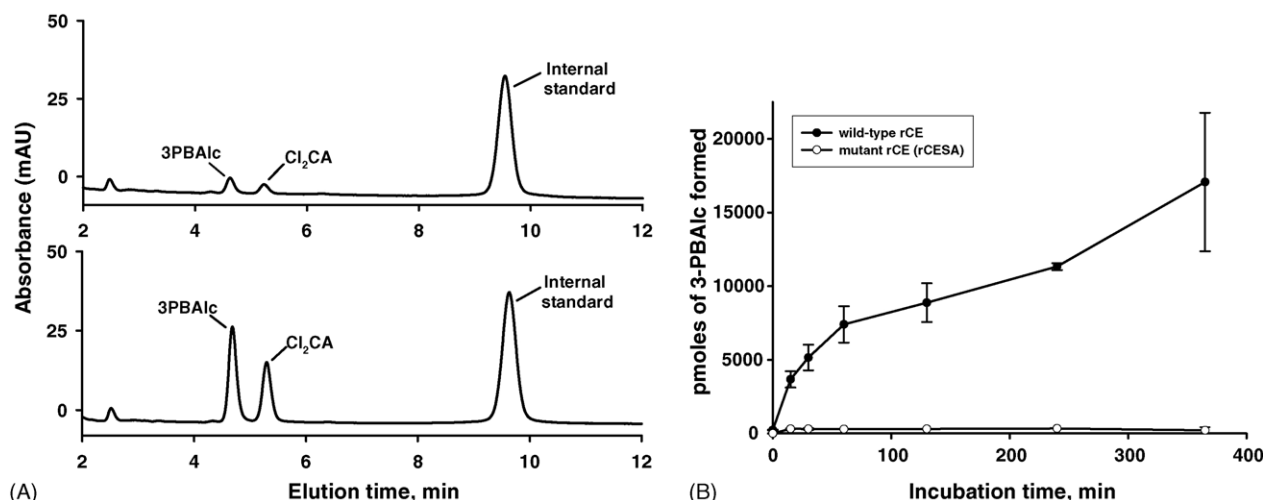 50
25
0
Internal
standard
3PBAlc
Cl₂CA
2 4 6 8 10 12
50
25
0
Internal
standard
3PBAlc
Cl₂CA
2 4 6 8 10 12
Absorbance (mAU)
(A)
Elution time, min
20000
15000
10000
5000
0
wild-type rCE
mutant rCE (rCESA)
pmoles of 3-PBAlc formed
0 100 200 300 400
(B)
Incubation time, min